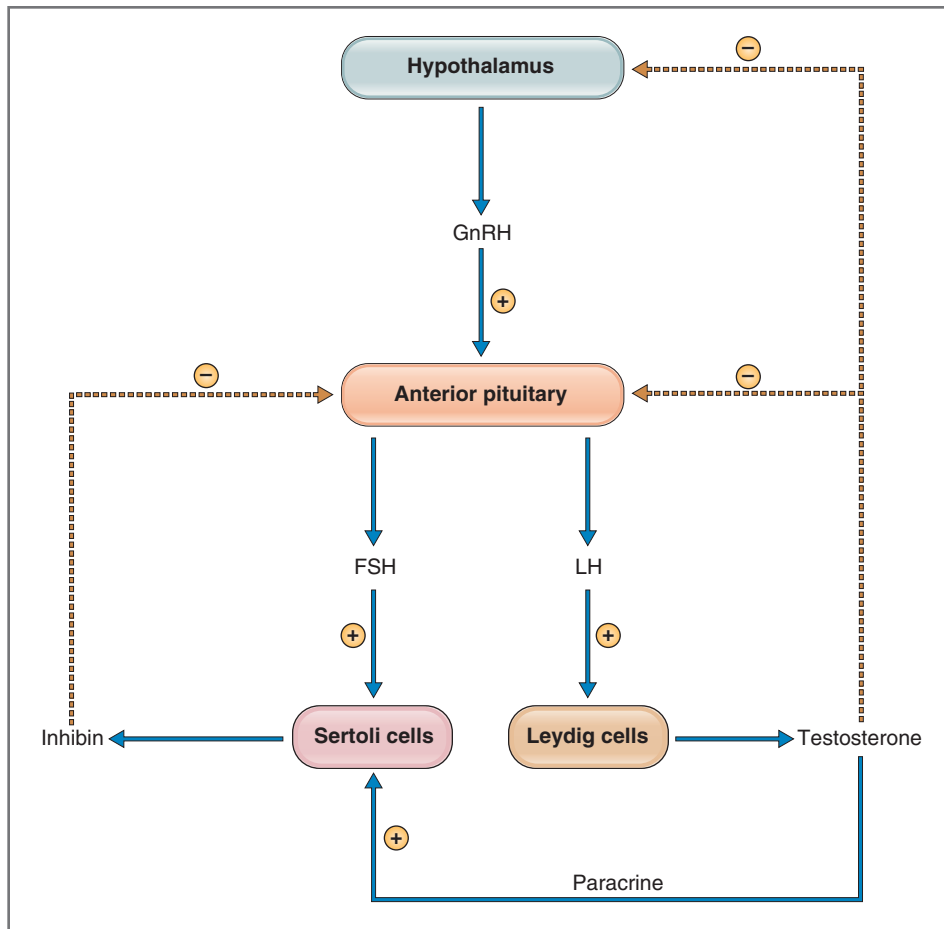 Hypothalamus
−
GnRH
+
Anterior pituitary
−
−
FSH
LH
+
+
Inhibin
Sertoli cells
Leydig cells
Testosterone
+
Paracrine